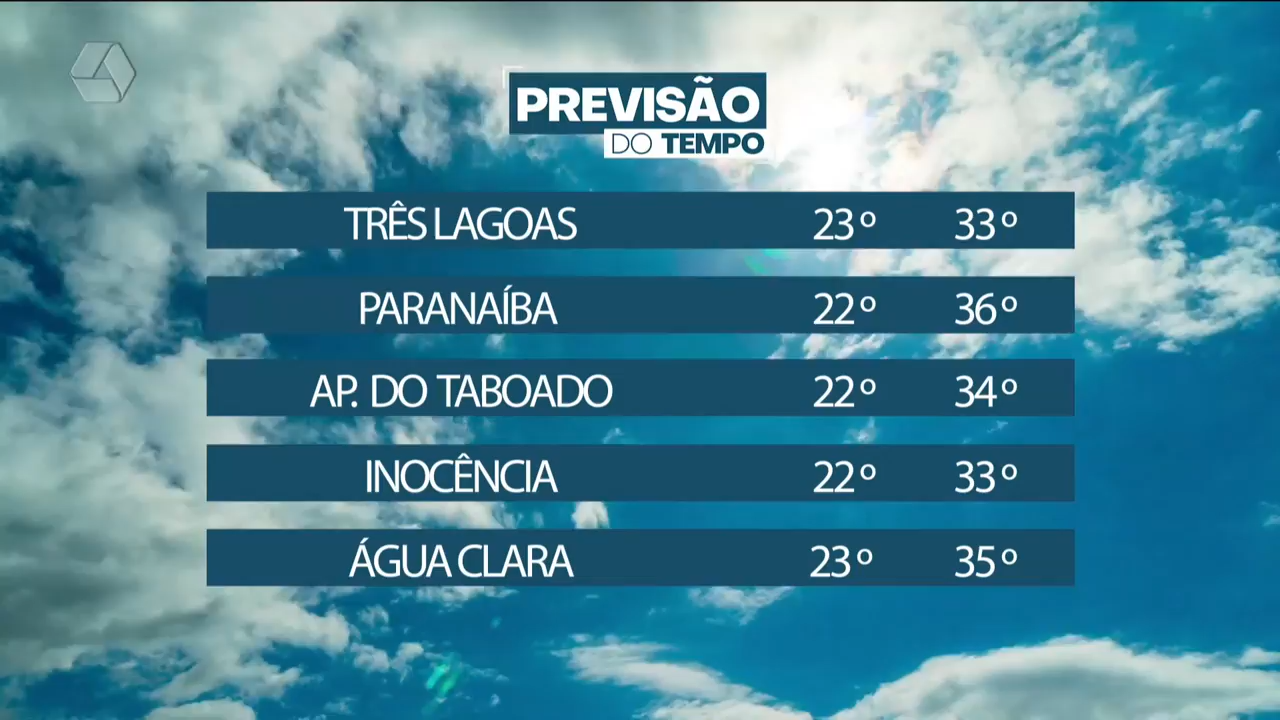 PREVISÃO
DO TEMPO
TRÊS LAGOAS 23º 33º
PARANAÍBA 22º 36º
AP. DO TABOADO 22º 34º
INOCÊNCIA 22º 33º
ÁGUA CLARA 23º 35º